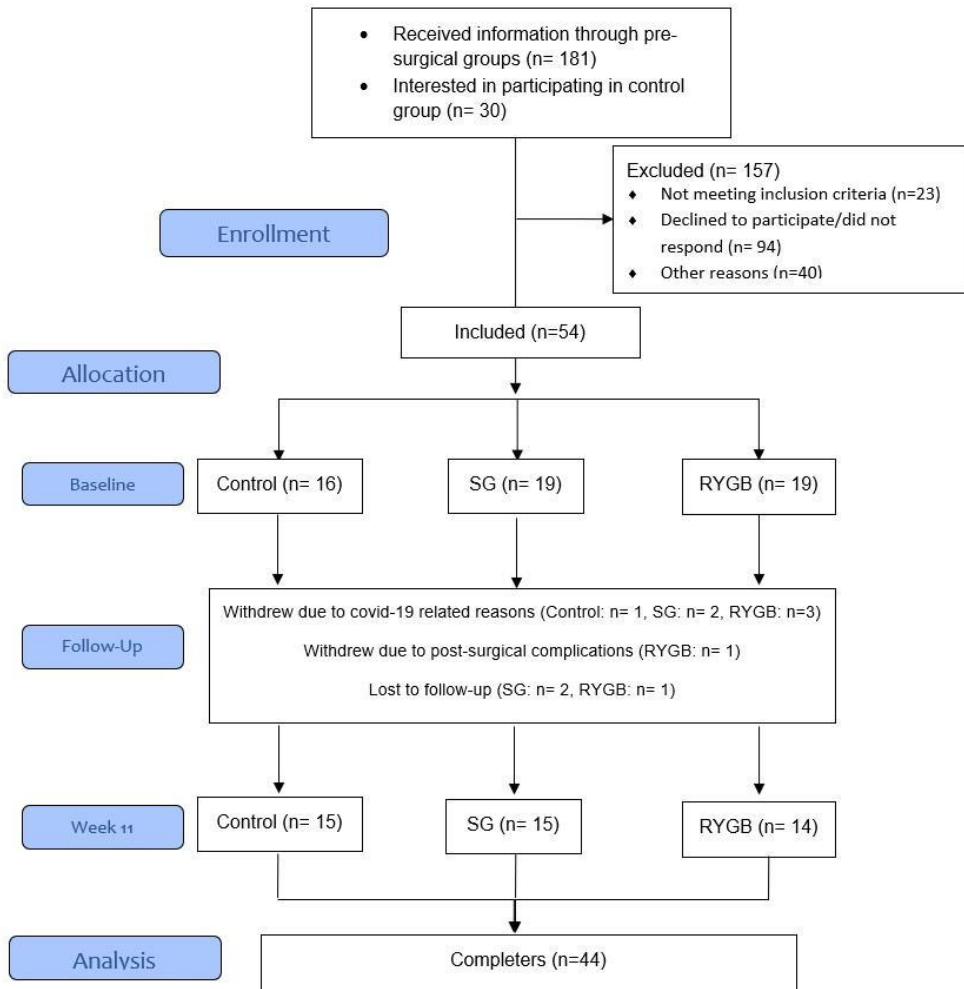 • Received information through pre-
surgical groups (n= 181)
• Interested in participating in control
group (n= 30)
Excluded (n= 157)
♦ Not meeting inclusion criteria (n=23)
♦ Declined to participate/did not
respond (n= 94)
♦ Other reasons (n=40)
Enrollment
Included (n=54)
Allocation
Baseline
Control (n= 16)
SG (n= 19)
RYGB (n= 19)
Follow-Up
Withdrew due to covid-19 related reasons (Control: n= 1, SG: n= 2, RYGB: n=3)
Withdrew due to post-surgical complications (RYGB: n= 1)
Lost to follow-up (SG: n= 2, RYGB: n= 1)
Week 11
Control (n= 15)
SG (n= 15)
RYGB (n= 14)
Analysis
Completers (n=44)